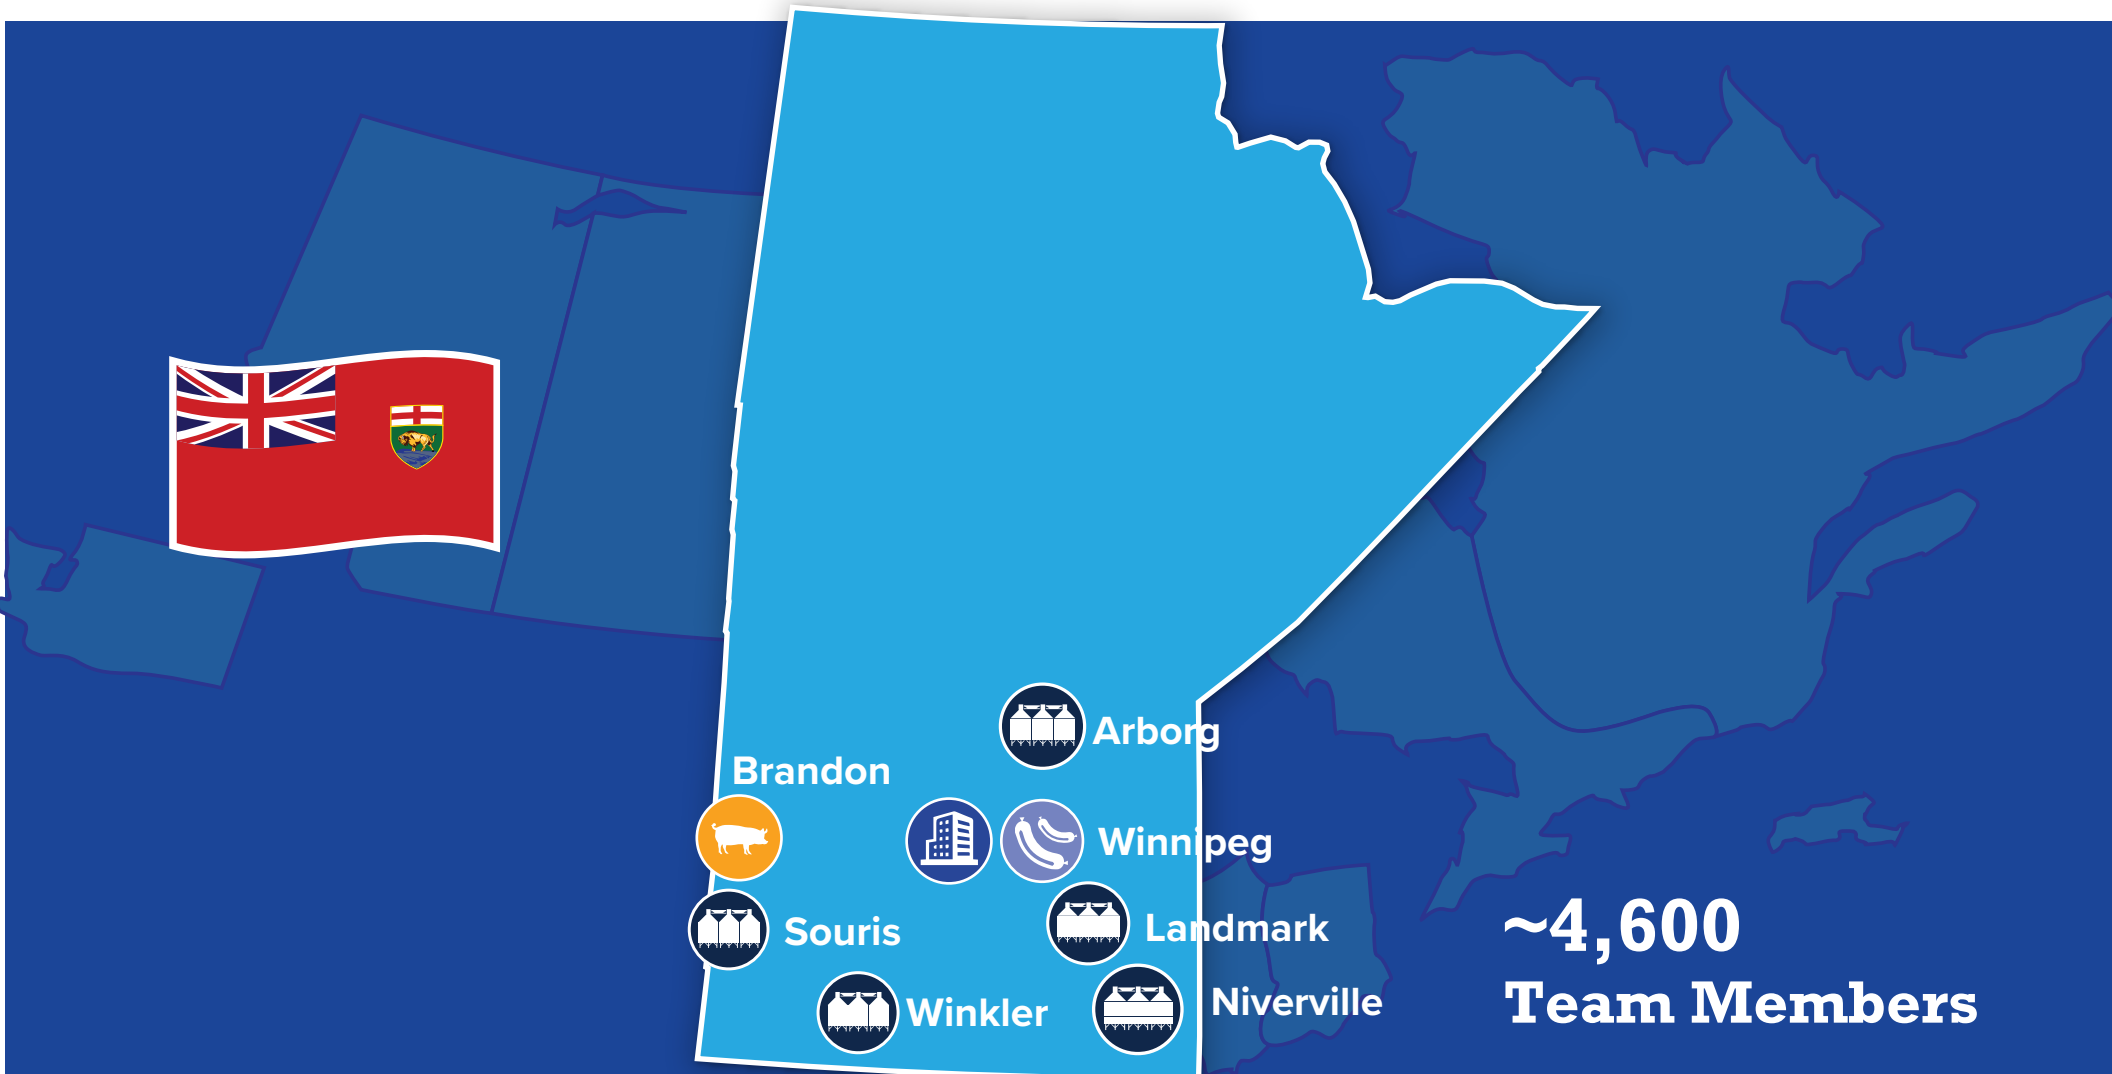 Arborg
Brandon
Winnipeg
Souris
Landmark
Winkler
Niverville
~4,600
Team Members